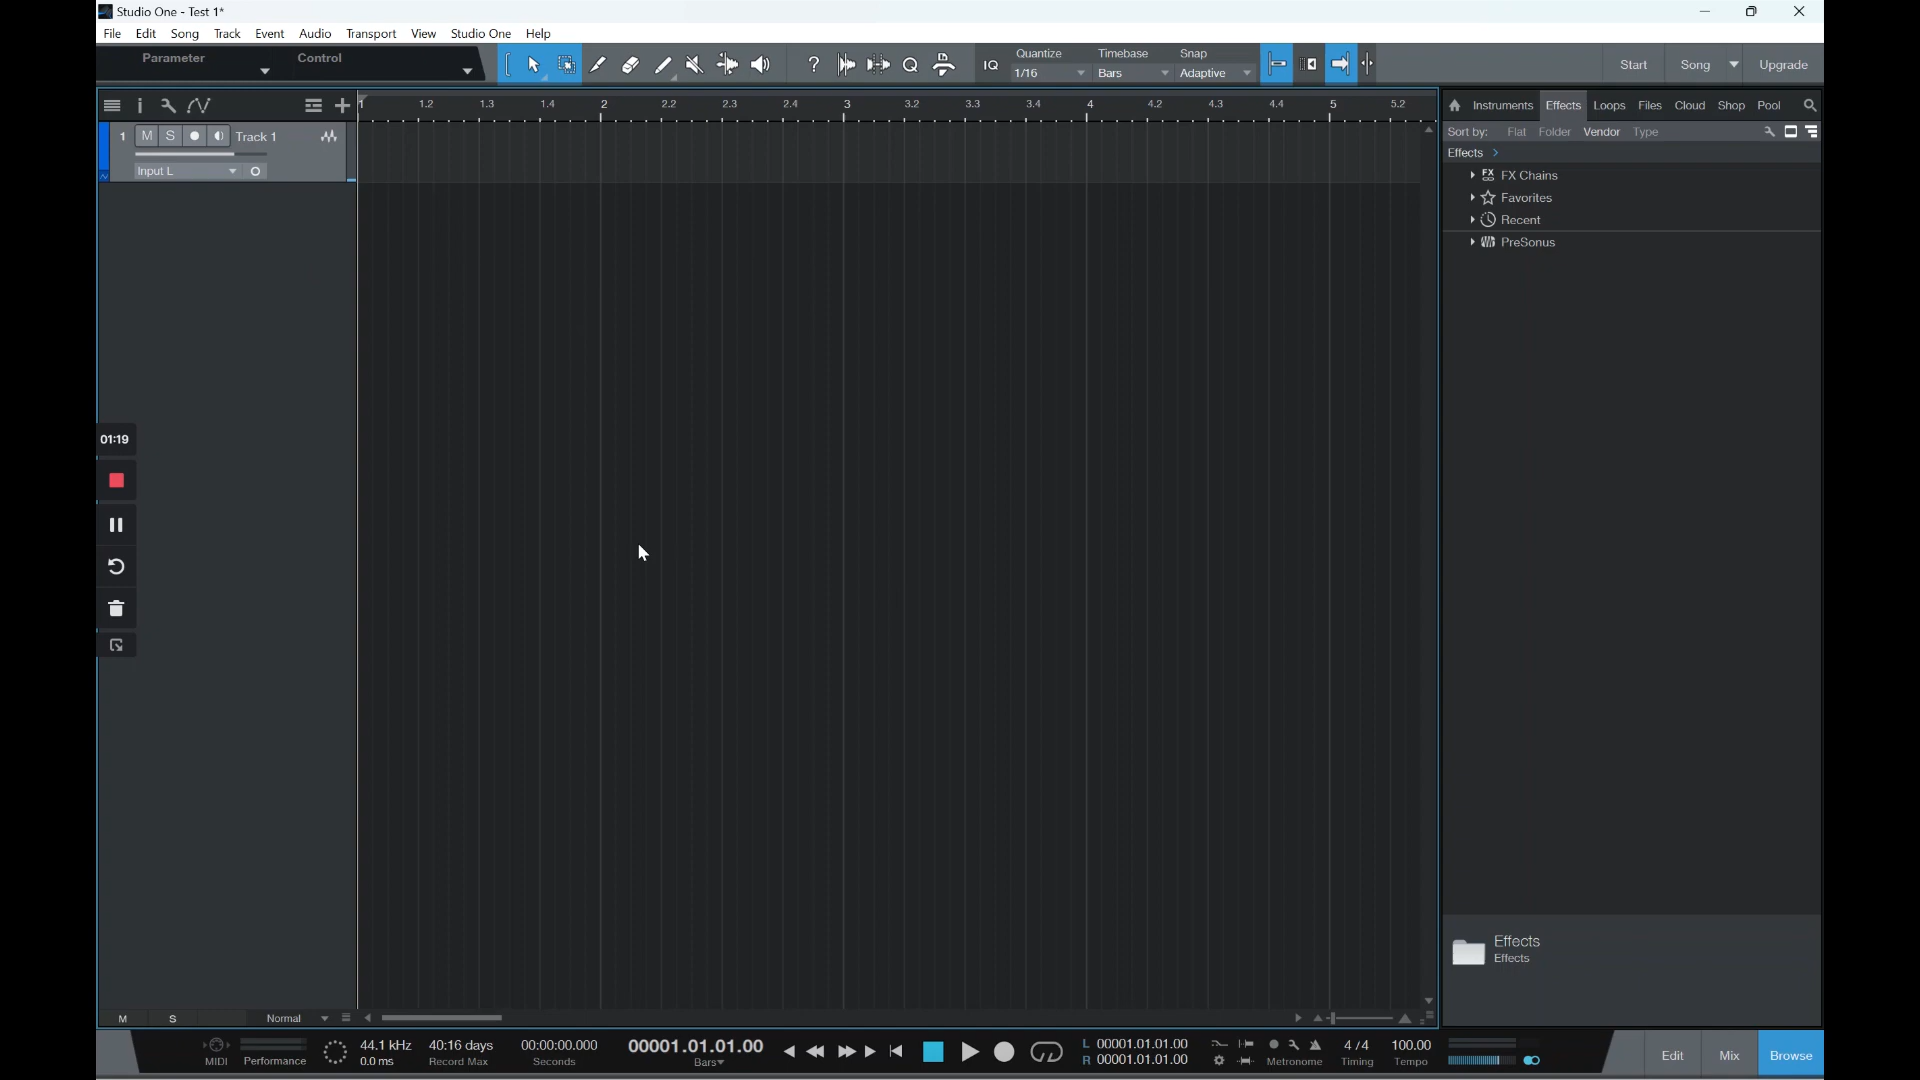 Studio One - Test 1*
File Edit Song Track Event Audio Transport View Studio One Help
Parameter Control
? Q IQ Quantize Timebase Snap
1/16 Bars Adaptive
Start Song Upgrade
1 1.2 1.3 1.4 2 2.2 2.3 2.4 3 3.2 3.3 3.4 4 4.2 4.3 4.4 5 5.2
Instruments Effects Loops Files Cloud Shop Pool
1 M S Track 1
Input L
Sort by: Flat Folder Vendor Type
Effects >
FX FX Chains
Favorites
Recent
PreSonus
01:19
Effects
Effects
M S Normal
MIDI Performance
44.1 kHz
0.0 ms
40:16 days
Record Max
00:00:00.000
Seconds
00001.01.01.00
Bars
L 00001.01.01.00
R 00001.01.01.00
Metronome
4 / 4
Timing
100.00
Tempo
Edit Mix Browse